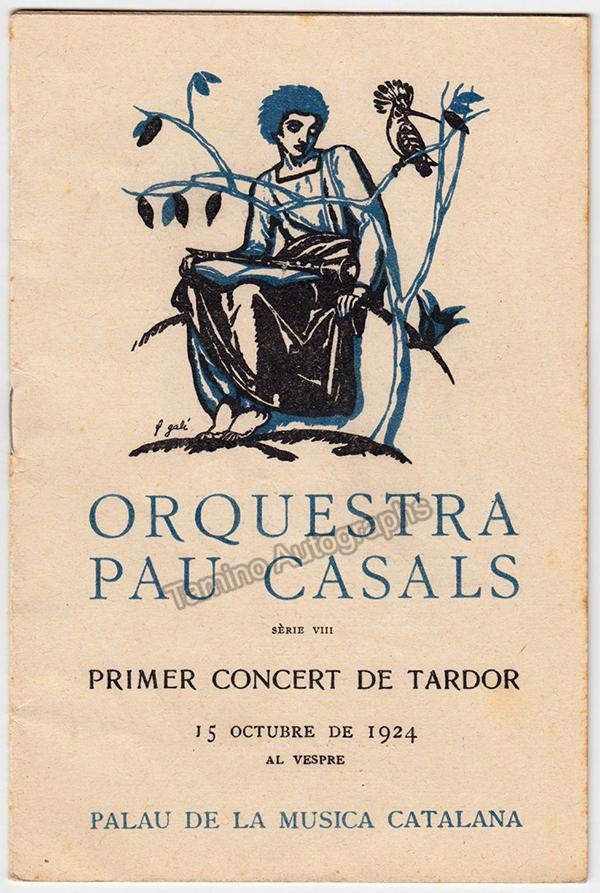 f galí
ORQUESTRA
PAU CASALS
Tamino Autographs
SÈRIE VIII
PRIMER CONCERT DE TARDOR
15 OCTUBRE DE 1924
AL VESPRE
PALAU DE LA MUSICA CATALANA